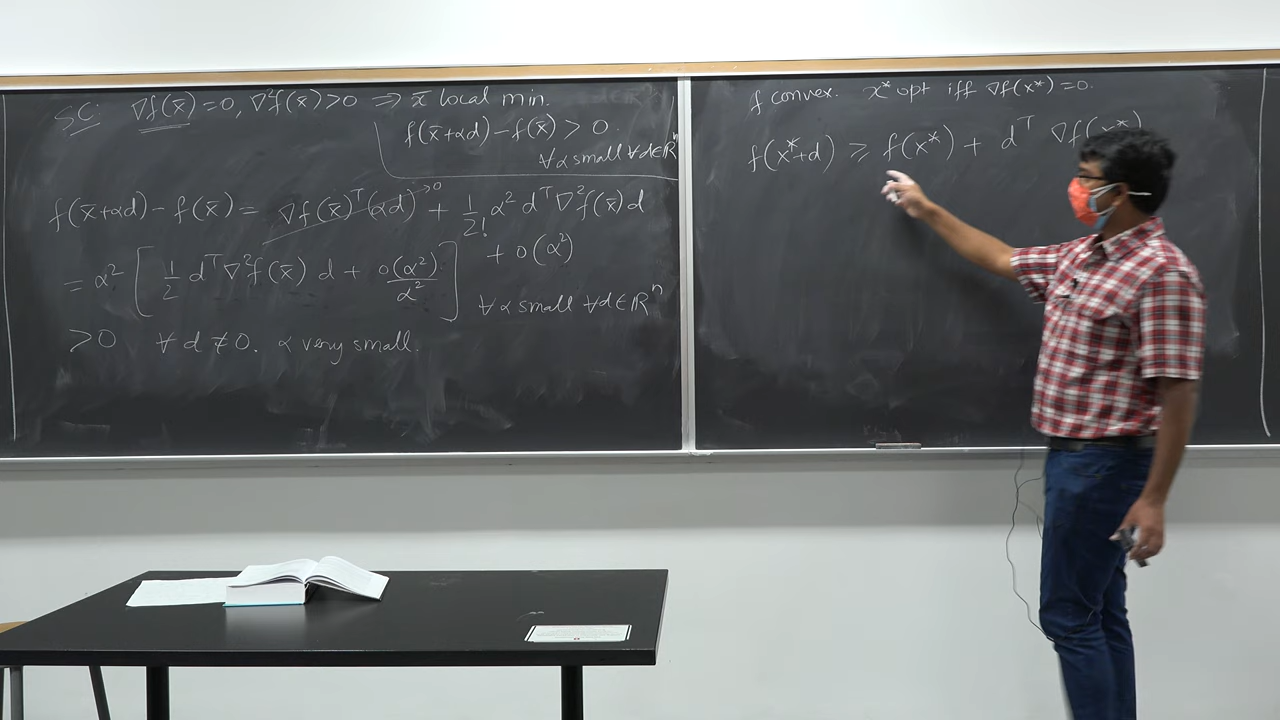 SC: ∇f(x̄)=0, ∇²f(x̄)>0 ⇒ x̄ local min.
f(x̄+αd)-f(x̄) > 0.
∀ α small ∀ d∈ℝⁿ
f(x̄+αd) - f(x̄) = ∇f(x̄)ᵀ(αd) →0 + 1/2! α² dᵀ∇²f(x̄)d
+ o(α²)
= α² [ 1/2 dᵀ∇²f(x̄) d + o(α²)/α² ]
∀ α small ∀ d∈ℝⁿ
>0 ∀ d≠0. α very small.
f convex. x* opt iff ∇f(x*)=0.
f(x*+d) ≥ f(x*) + dᵀ ∇f(x*)